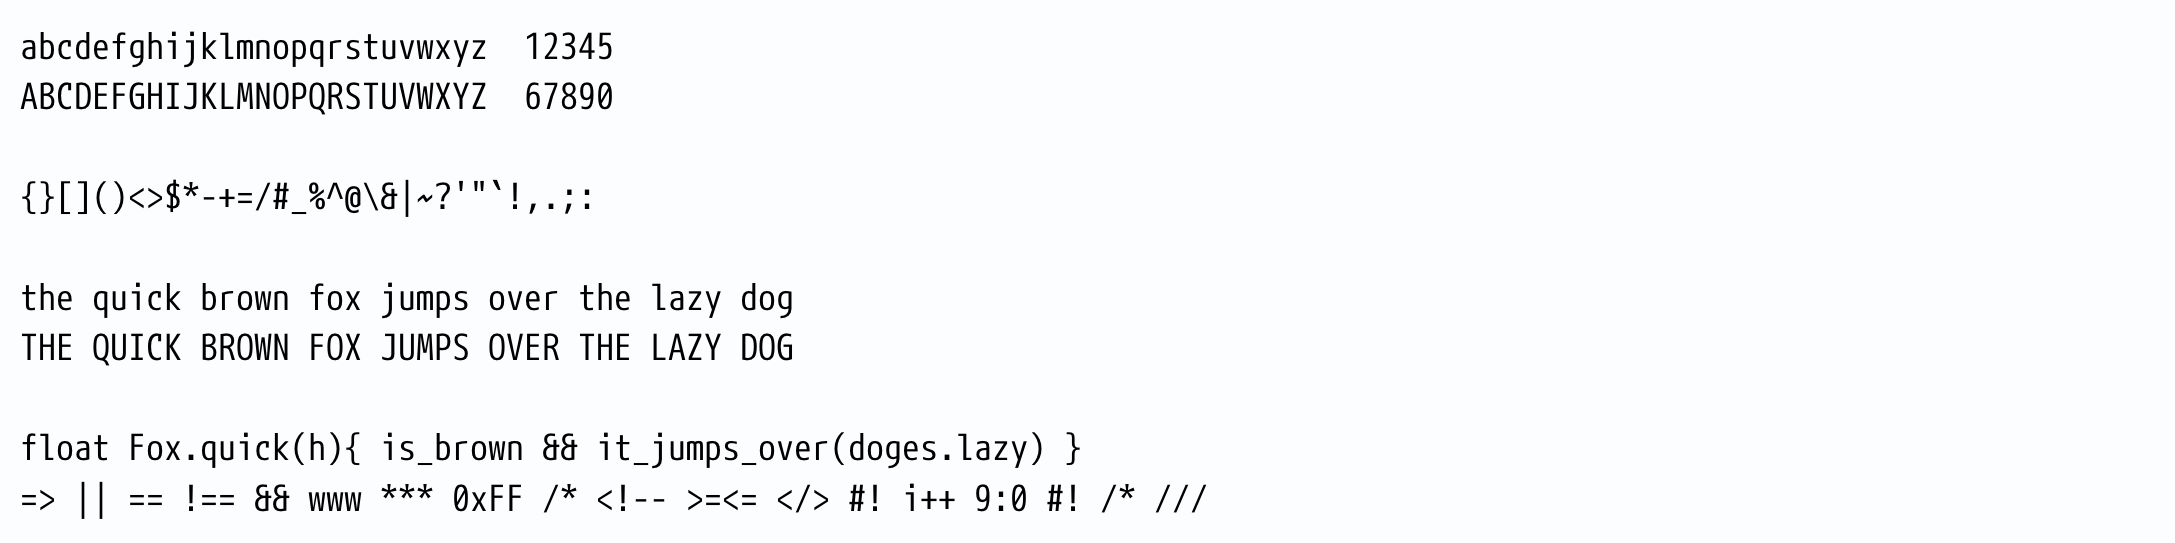 abcdefghijklmnopqrstuvwxyz  12345
ABCDEFGHIJKLMNOPQRSTUVWXYZ  67890
{}[]()<>$*-+=/#_%^@\&|~?'"`!,.;:
the quick brown fox jumps over the lazy dog
THE QUICK BROWN FOX JUMPS OVER THE LAZY DOG
float Fox.quick(h){ is_brown && it_jumps_over(doges.lazy) }
=> || == !== && www *** 0xFF /* <!-- >=<= </> #! i++ 9:0 #! /* ///